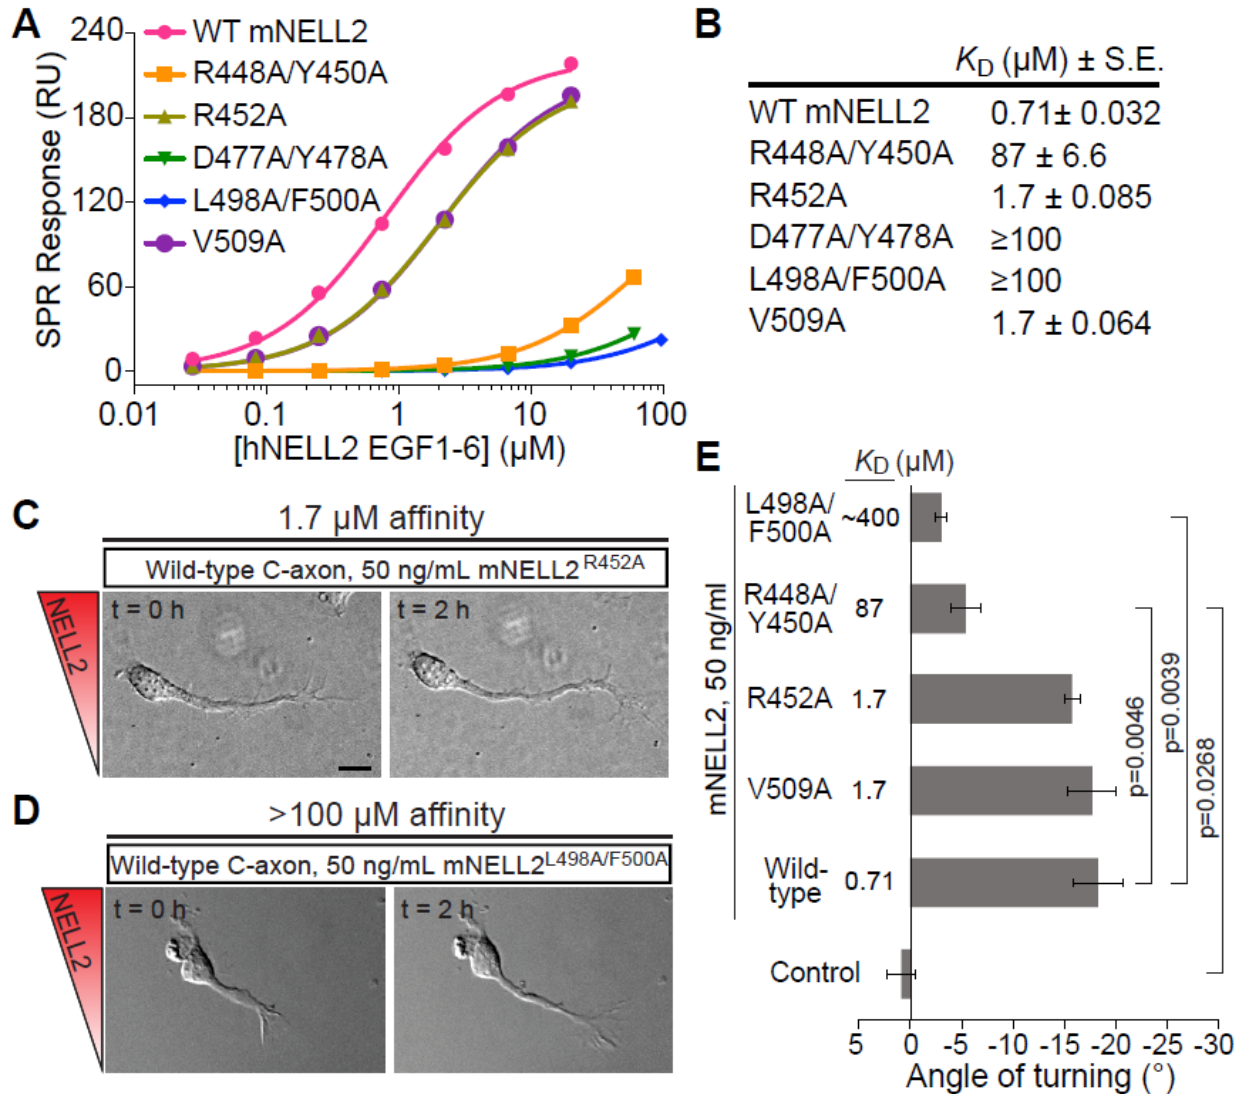 A
240
180
120
60
0
SPR Response (RU)
WT mNELL2
R448A/Y450A
R452A
D477A/Y478A
L498A/F500A
V509A
0.01 0.1 1 10 100
[hNELL2 EGF1-6] (µM)
B
KD (µM) ± S.E.
WT mNELL2 0.71± 0.032
R448A/Y450A 87 ± 6.6
R452A 1.7 ± 0.085
D477A/Y478A ≥100
L498A/F500A ≥100
V509A 1.7 ± 0.064
C
1.7 µM affinity
Wild-type C-axon, 50 ng/mL mNELL2R452A
NELL2
t = 0 h
t = 2 h
D
>100 µM affinity
Wild-type C-axon, 50 ng/mL mNELL2L498A/F500A
NELL2
t = 0 h
t = 2 h
E
KD (µM)
mNELL2, 50 ng/ml
L498A/
F500A
~400
R448A/
Y450A
87
R452A 1.7
V509A 1.7
Wild-
type
0.71
Control
p=0.0046
p=0.0039
p=0.0268
5 0 -5 -10 -15 -20 -25 -30
Angle of turning (°)